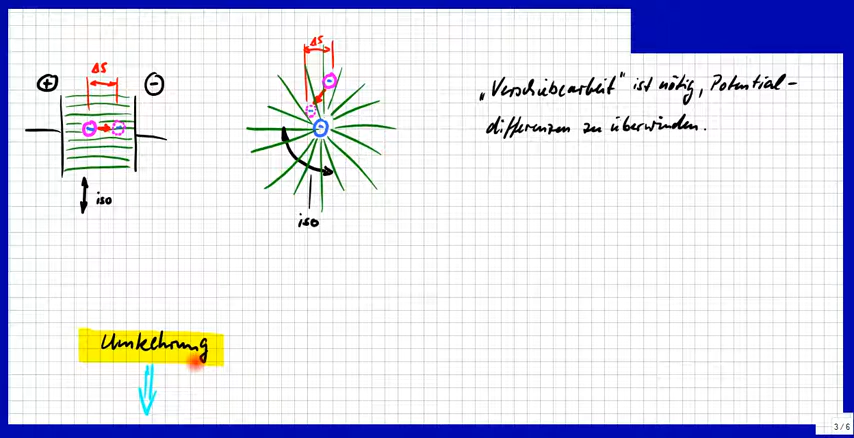 ΔS
ΔS
+
-
-
-
-
-
-
iso
iso
„Verschiebearbeit" ist nötig, Potential-
differenzen zu überwinden.
Umkehrung
3 / 6